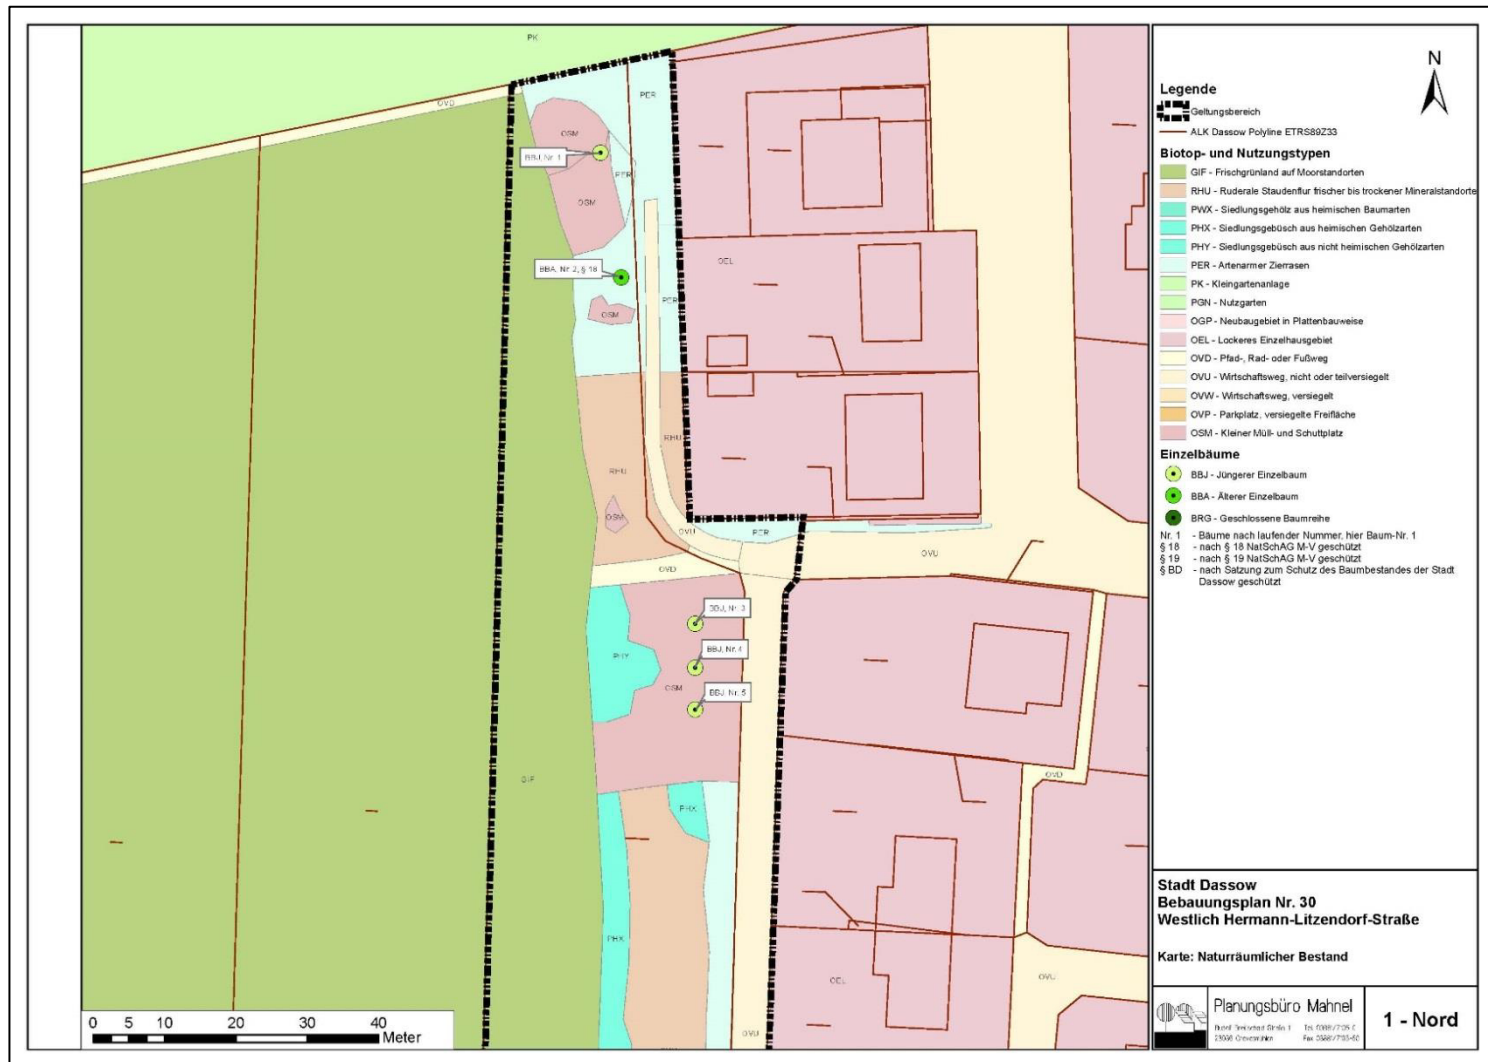 PK
OVD
PER
OSM
BBJ, Nr. 1
PER
OSM
OEL
BBA, Nr. 2, § 18
PER
OSM
RHU
RHU
OSM
OVU
PER
OVU
OVD
BBJ, Nr. 3
PHY
BBJ, Nr. 4
OSM
BBJ, Nr. 5
GIF
OVD
PHX
PHX
OEL
OVU
OVU
0 5 10 20 30 40
Meter
N
Legende
Geltungsbereich
ALK Dassow Polyline ETRS89Z33
Biotop- und Nutzungstypen
GIF - Frischgrünland auf Moorstandorten
RHU - Ruderale Staudenflur frischer bis trockener Mineralstandorte
PWX - Siedlungsgehölz aus heimischen Baumarten
PHX - Siedlungsgebüsch aus heimischen Gehölzarten
PHY - Siedlungsgebüsch aus nicht heimischen Gehölzarten
PER - Artenarmer Zierrasen
PK - Kleingartenanlage
PGN - Nutzgarten
OGP - Neubaugebiet in Plattenbauweise
OEL - Lockeres Einzelhausgebiet
OVD - Pfad-, Rad- oder Fußweg
OVU - Wirtschaftsweg, nicht oder teilversiegelt
OVW - Wirtschaftsweg, versiegelt
OVP - Parkplatz, versiegelte Freifläche
OSM - Kleiner Müll- und Schuttplatz
Einzelbäume
BBJ - Jüngerer Einzelbaum
BBA - Älterer Einzelbaum
BRG - Geschlossene Baumreihe
Nr. 1 - Bäume nach laufender Nummer, hier Baum-Nr. 1
§ 18 - nach § 18 NatSchAG M-V geschützt
§ 19 - nach § 19 NatSchAG M-V geschützt
§ BD - nach Satzung zum Schutz des Baumbestandes der Stadt
Dassow geschützt
Stadt Dassow
Bebauungsplan Nr. 30
Westlich Hermann-Litzendorf-Straße
Karte: Naturräumlicher Bestand
Planungsbüro Mahnel
23936 Grevesmühlen
1 - Nord